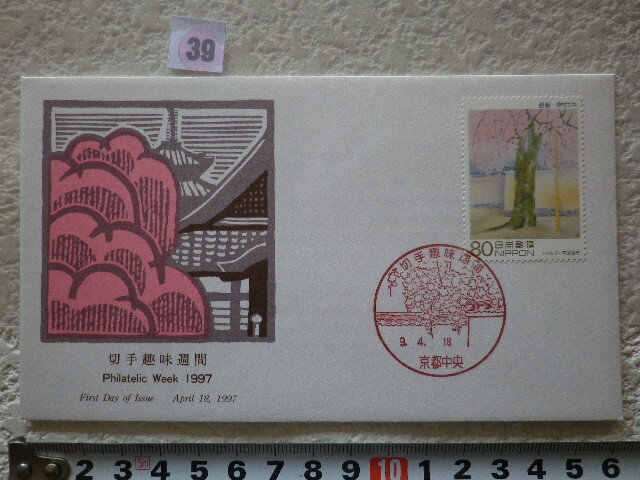 39
80 日本郵便
NIPPON
切手趣味週間
9. 4. 18
京都中央
切手趣味週間
Philatelic Week 1997
First Day of Issue April 18, 1997
2 3 5m 4 5 6 7 8 9 10 1 2 3 4 5 6